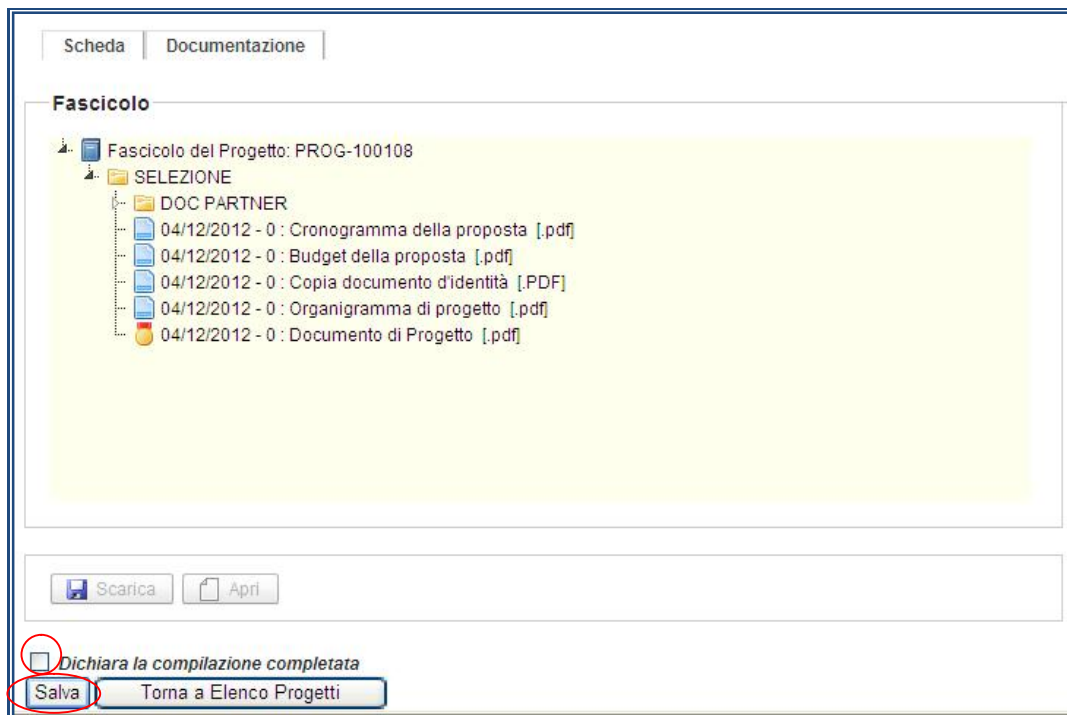 Scheda Documentazione
Fascicolo
Fascicolo del Progetto: PROG-100108
SELEZIONE
DOC PARTNER
04/12/2012 - 0 : Cronogramma della proposta [.pdf]
04/12/2012 - 0 : Budget della proposta [.pdf]
04/12/2012 - 0 : Copia documento d'identità [.PDF]
04/12/2012 - 0 : Organigramma di progetto [.pdf]
04/12/2012 - 0 : Documento di Progetto [.pdf]
Scarica Apri
Dichiara la compilazione completata
Salva Torna a Elenco Progetti